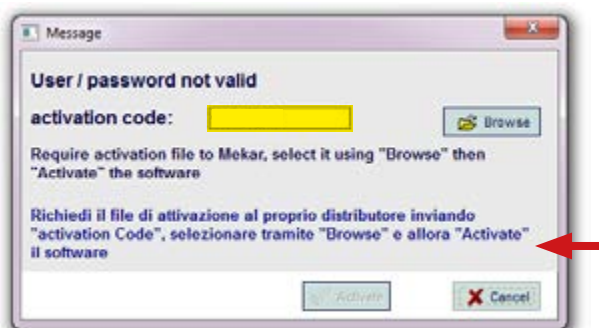 Message
User / password not valid
activation code:
Browse
Require activation file to Mekar, select it using "Browse" then
"Activate" the software
Richiedi il file di attivazione al proprio distributore inviando
"activation Code", selezionare tramite "Browse" e allora "Activate"
il software
Activate
Cancel